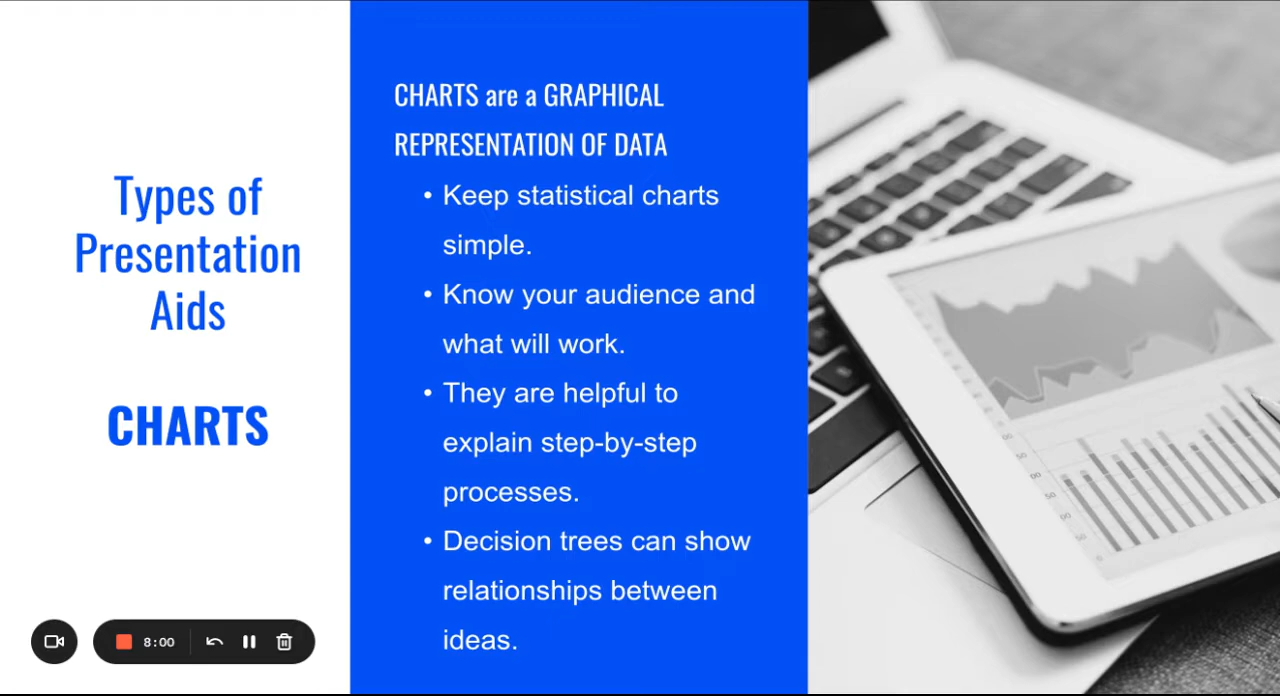 Types of
Presentation
Aids
CHARTS
CHARTS are a GRAPHICAL
REPRESENTATION OF DATA
• Keep statistical charts
simple.
• Know your audience and
what will work.
• They are helpful to
explain step-by-step
processes.
• Decision trees can show
relationships between
ideas.
8:00